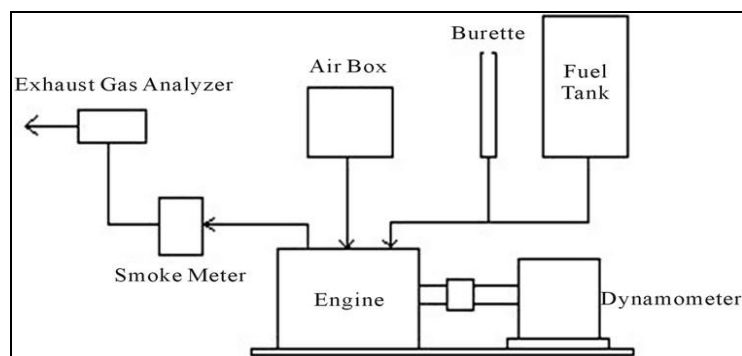 Burette
Fuel
Tank
Air Box
Exhaust Gas Analyzer
Smoke Meter
Engine
Dynamometer